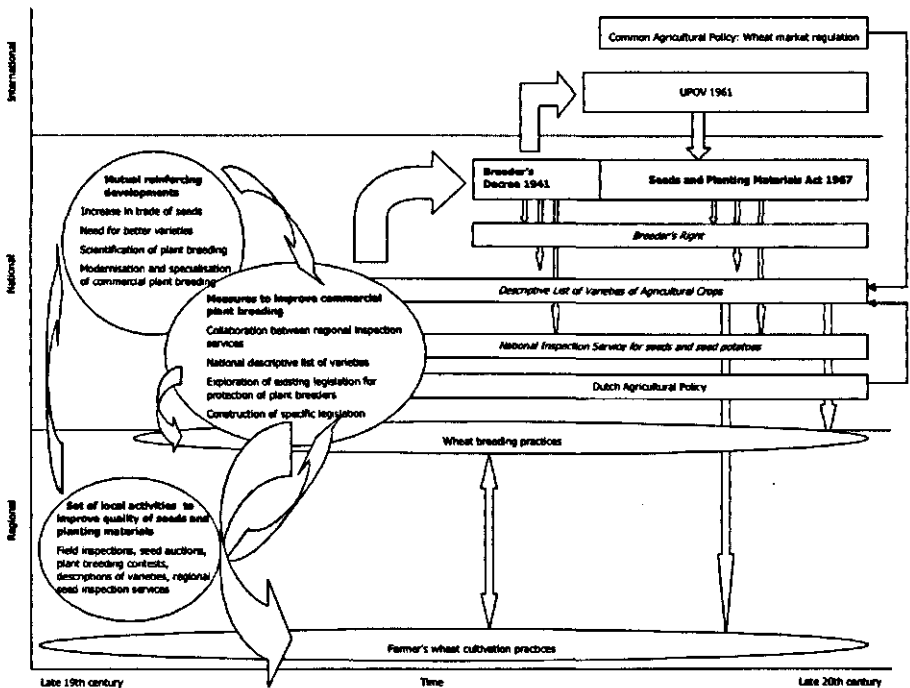 International
Common Agricultural Policy: Wheat market regulation
UPOV 1961
National
Mutual reinforcing
developments
Increase in trade of seeds
Need for better varieties
Scientification of plant breeding
Modernisation and specialisation
of commercial plant breeding
Breeder's
Decree 1941
Seeds and Planting Materials Act 1967
Breeder's Right
Descriptive List of Varieties of Agricultural Crops
National Inspection Service for seeds and seed potatoes
Dutch Agricultural Policy
Measures to improve commercial
plant breeding
Collaboration between regional inspection
services
National descriptive list of varieties
Exploration of existing legislation for
protection of plant breeders
Construction of specific legislation
Regional
Wheat breeding practices
Set of local activities to
improve quality of seeds and
planting materials
Field inspections, seed auctions,
plant breeding contests,
descriptions of varieties, regional
seed inspection services
Farmer's wheat cultivation practices
Late 19th century
Time
Late 20th century